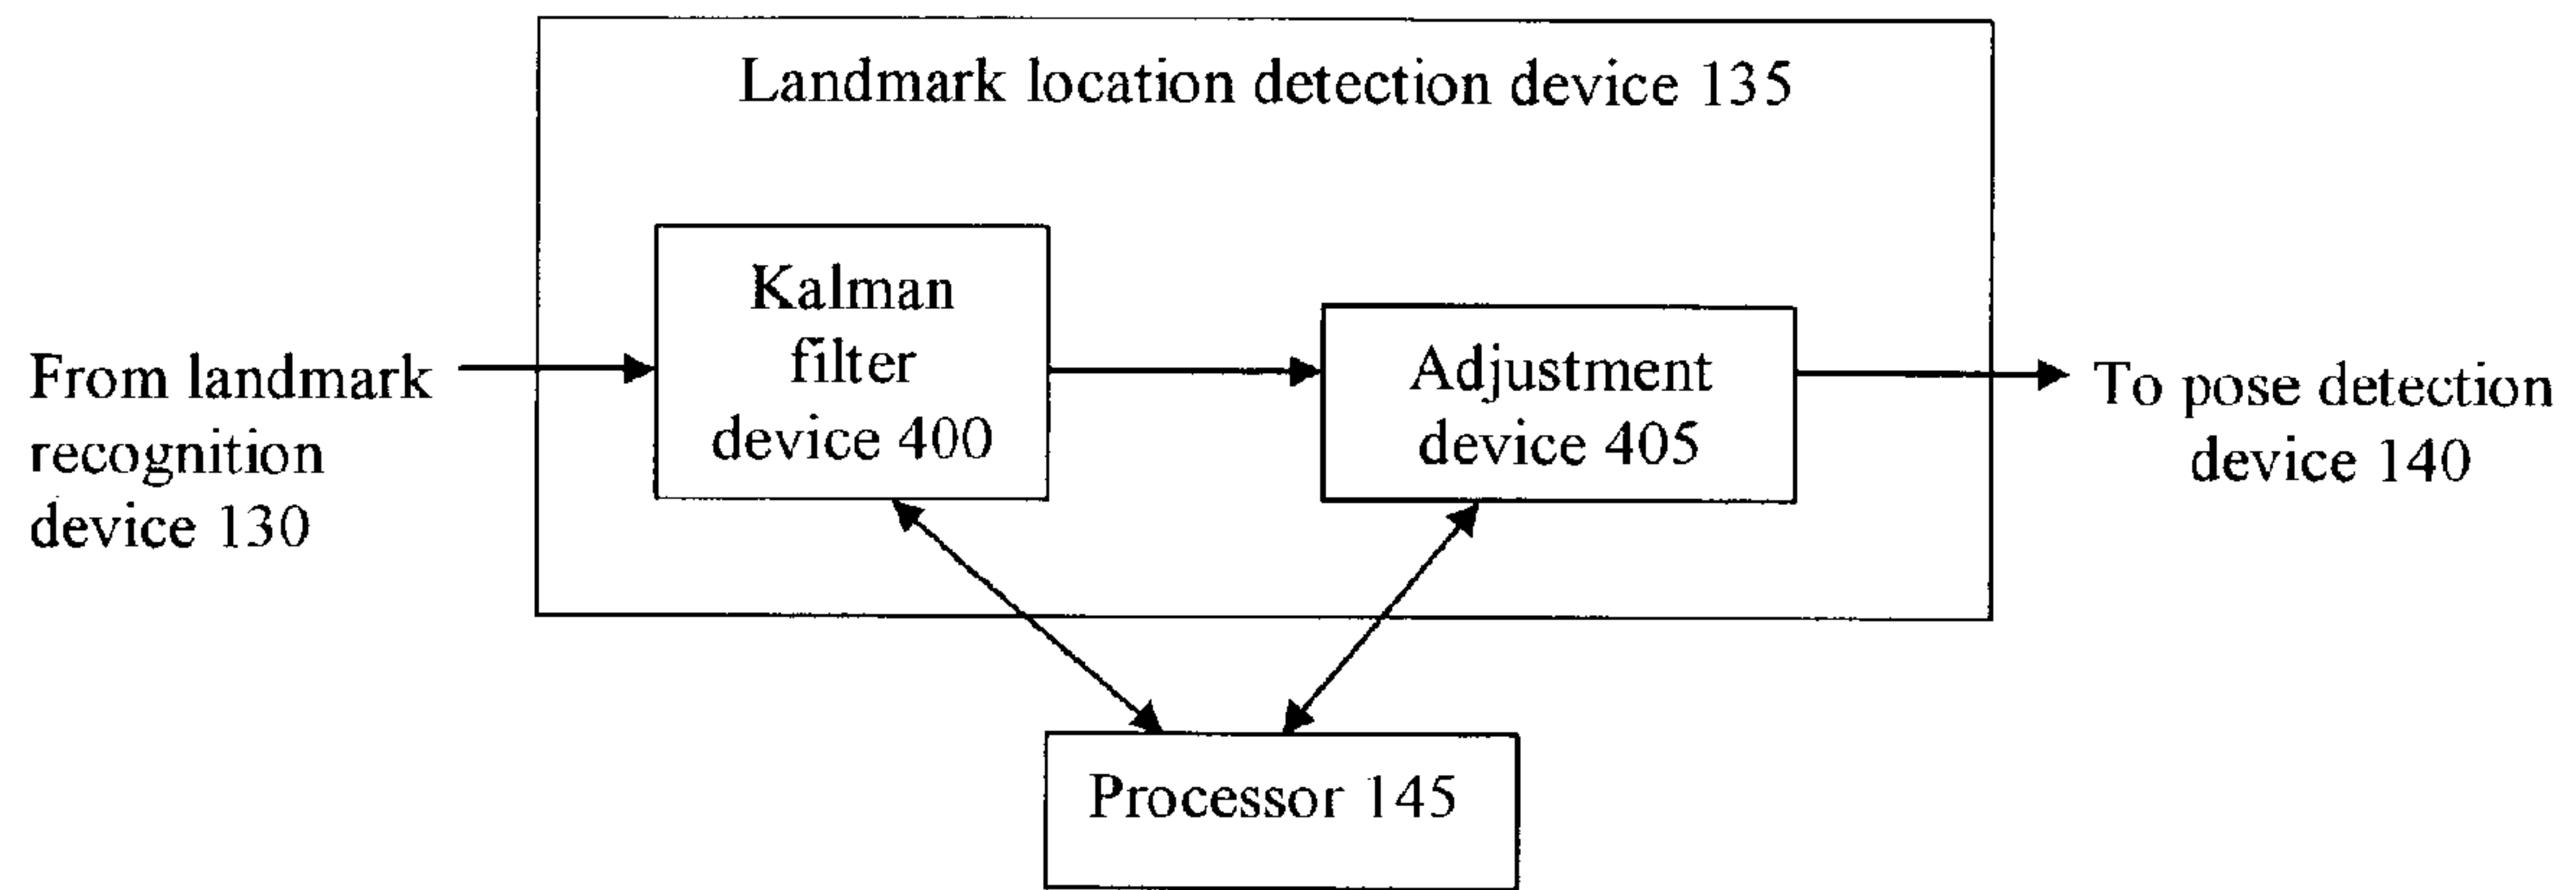 Landmark location detection device 135
From landmark
recognition
device 130
Kalman
filter
device 400
Adjustment
device 405
To pose detection
device 140
Processor 145